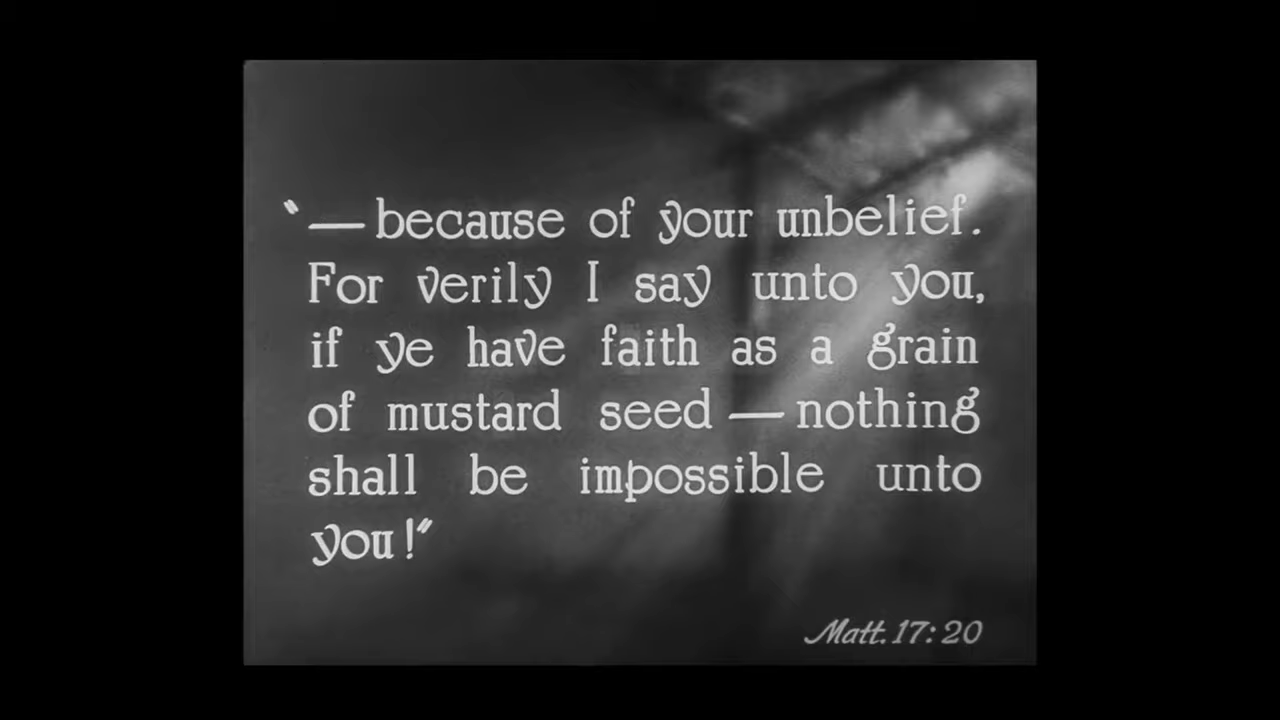 "—because of your unbelief.
For verily I say unto you,
if ye have faith as a grain
of mustard seed—nothing
shall be impossible unto
you!"
Matt. 17:20